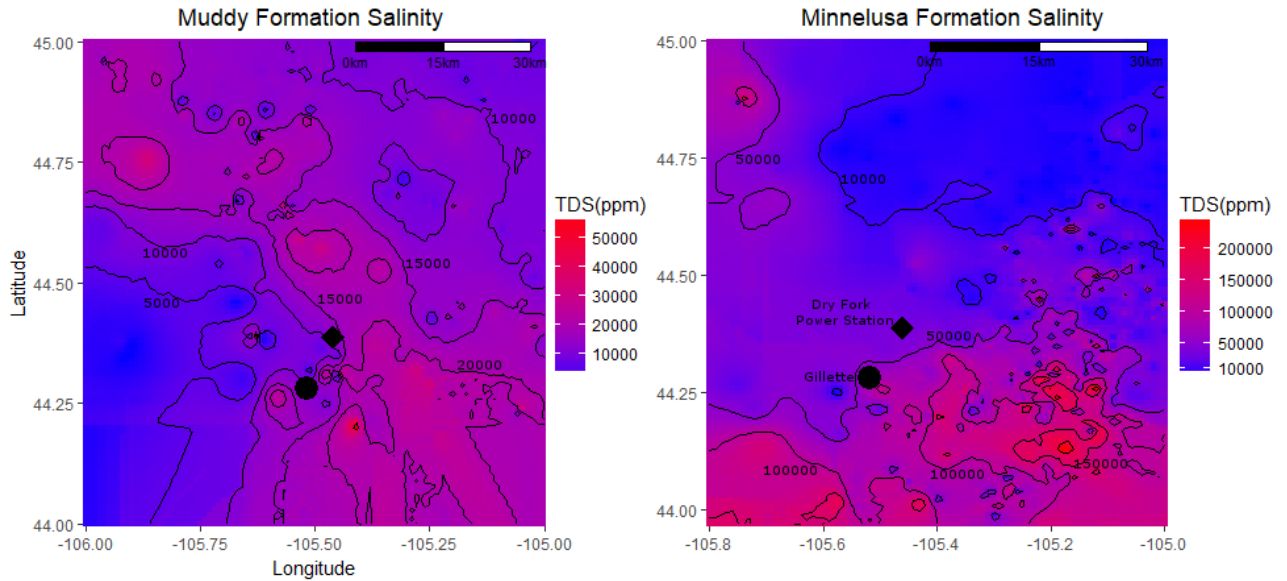 Muddy Formation Salinity
45.00
44.75
44.50
44.25
44.00
Latitude
0km
15km
30km
10000
10000
15000
15000
5000
20000
-106.00
-105.75
-105.50
-105.25
-105.00
Longitude
TDS(ppm)
50000
40000
30000
20000
10000
Minnelusa Formation Salinity
45.00
44.75
44.50
44.25
44.00
0km
15km
30km
50000
10000
Dry Fork
Power Station
50000
Gillette
100000
100000
150000
-105.8
-105.6
-105.4
-105.2
-105.0
TDS(ppm)
200000
150000
100000
50000
10000